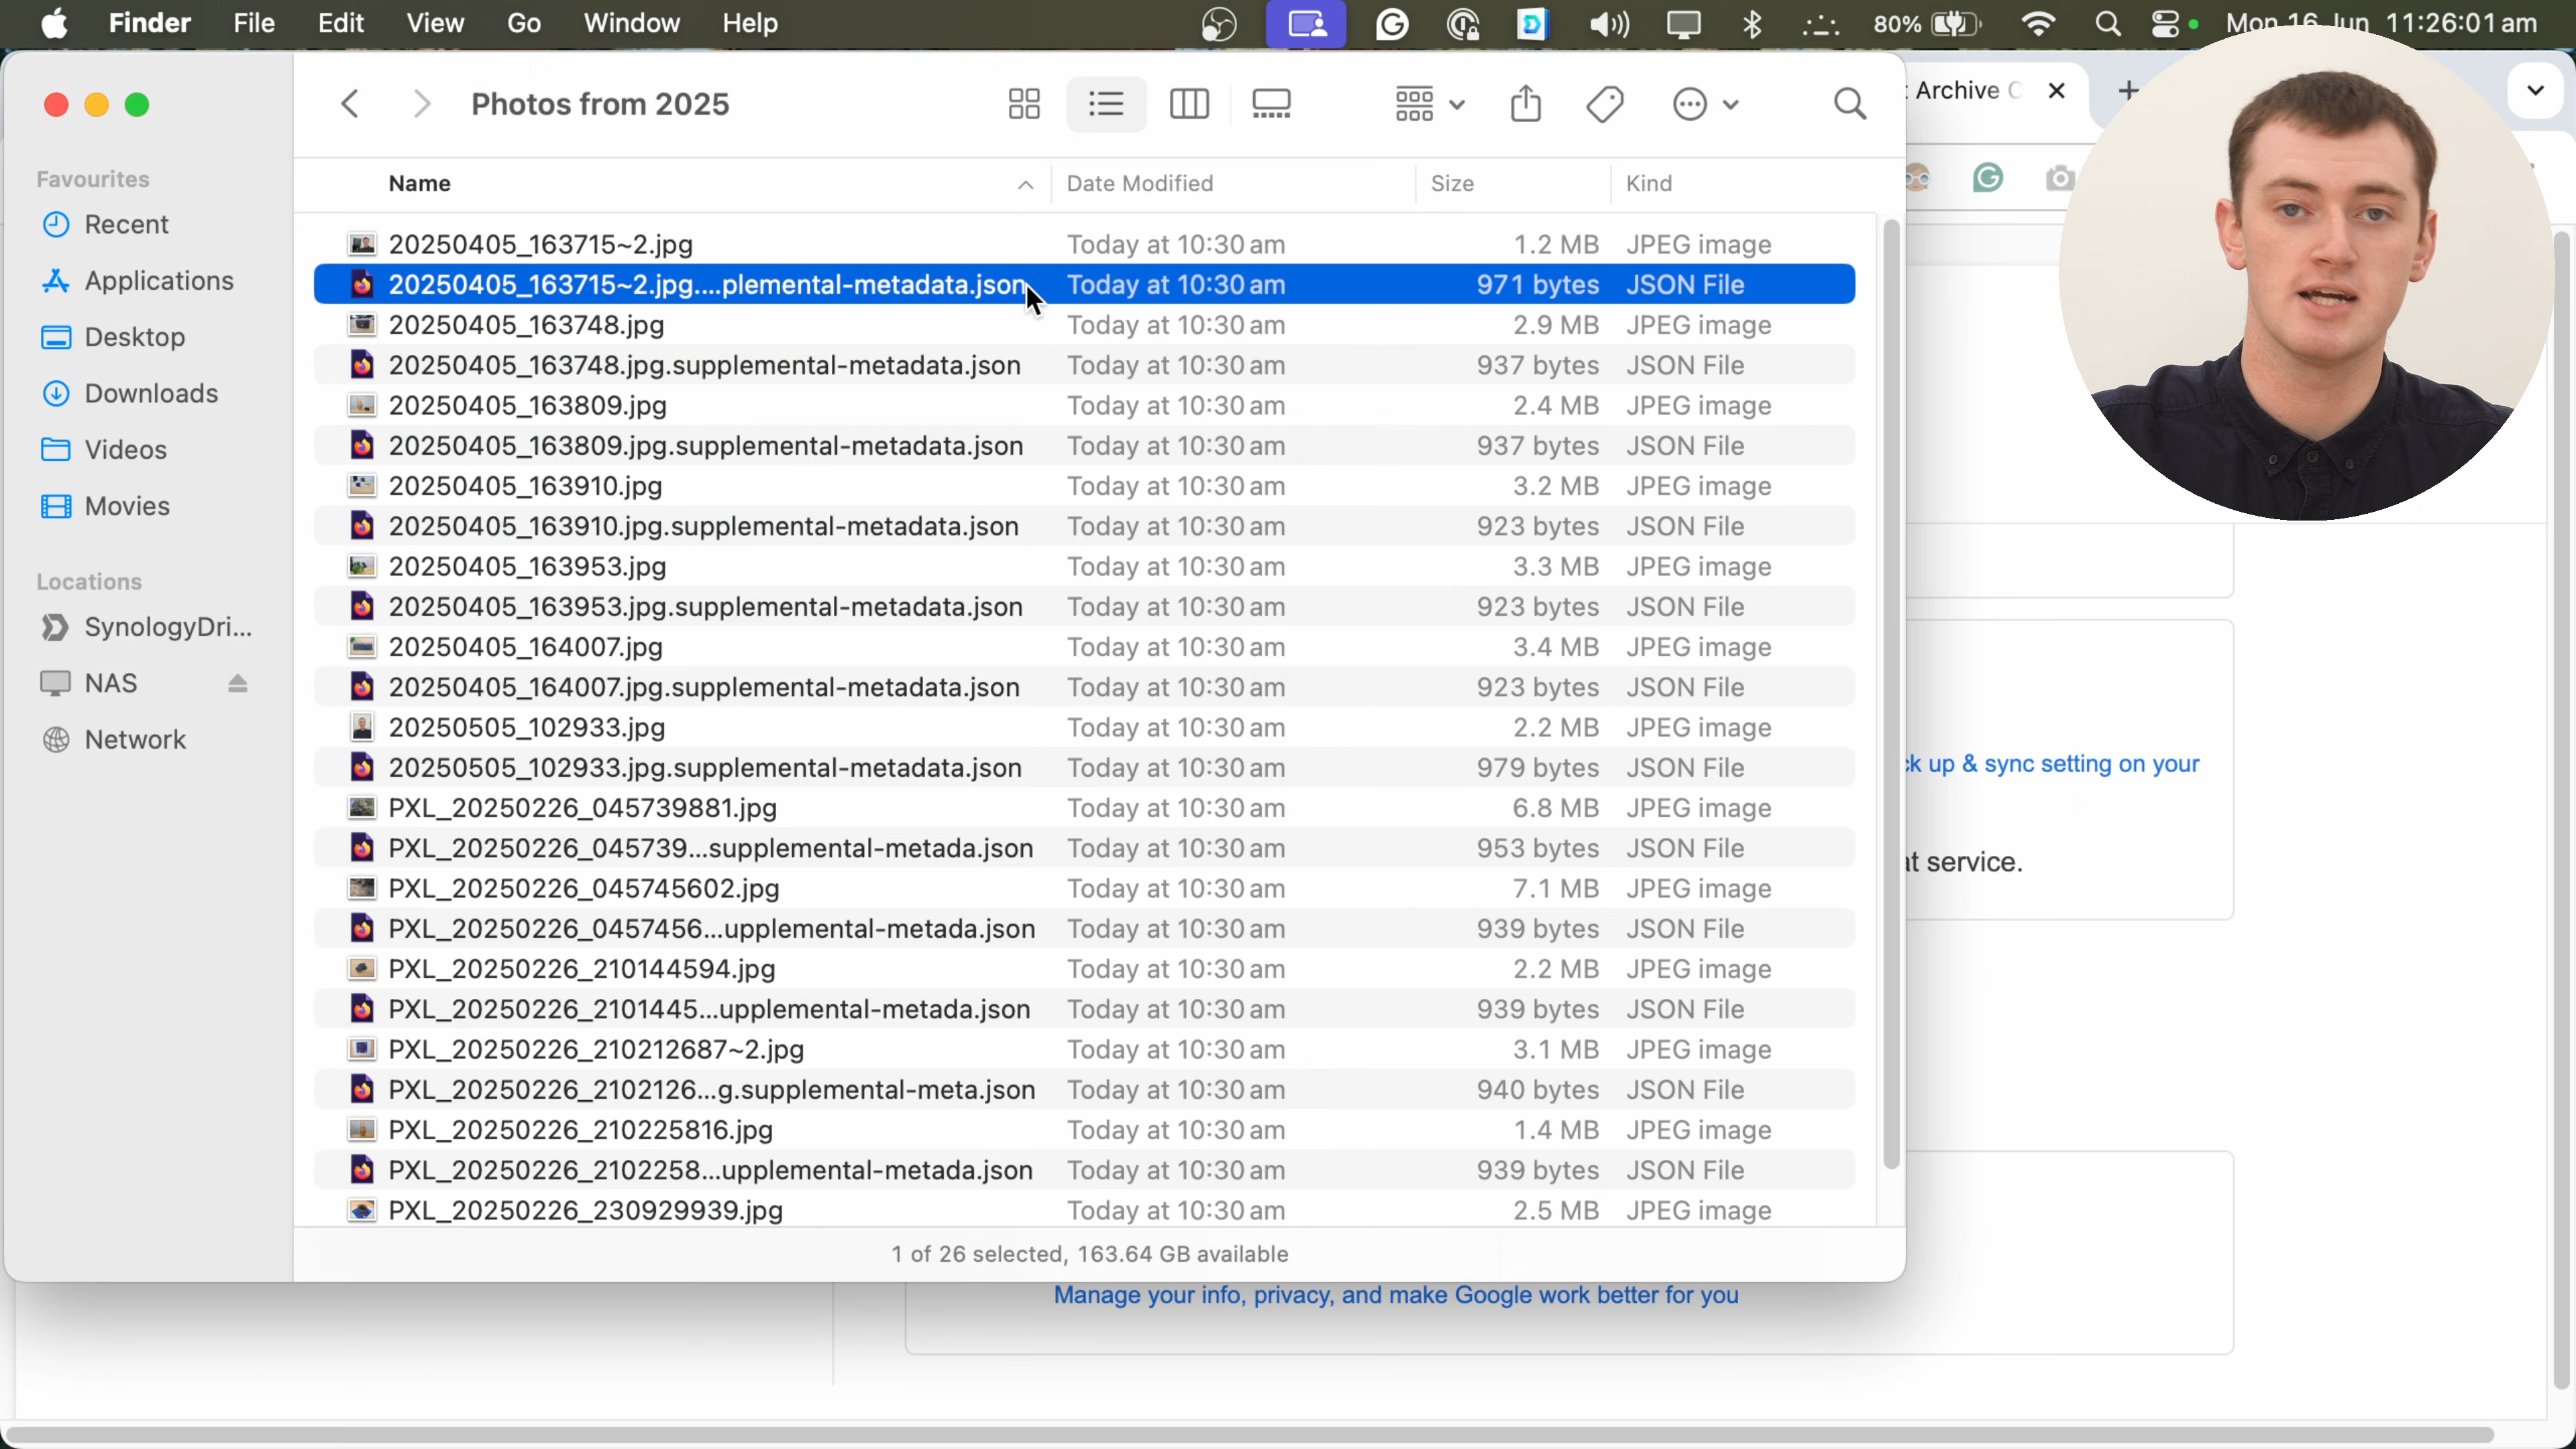 Finder File Edit View Go Window Help 80% Mon 16 Jun 11:26:01 am
Photos from 2025
Archive
Favourites
Recent
Applications
Desktop
Downloads
Videos
Movies
Locations
SynologyDri...
NAS
Network
Name Date Modified Size Kind
20250405_163715~2.jpg Today at 10:30 am 1.2 MB JPEG image
20250405_163715~2.jpg....plemental-metadata.json Today at 10:30 am 971 bytes JSON File
20250405_163748.jpg Today at 10:30 am 2.9 MB JPEG image
20250405_163748.jpg.supplemental-metadata.json Today at 10:30 am 937 bytes JSON File
20250405_163809.jpg Today at 10:30 am 2.4 MB JPEG image
20250405_163809.jpg.supplemental-metadata.json Today at 10:30 am 937 bytes JSON File
20250405_163910.jpg Today at 10:30 am 3.2 MB JPEG image
20250405_163910.jpg.supplemental-metadata.json Today at 10:30 am 923 bytes JSON File
20250405_163953.jpg Today at 10:30 am 3.3 MB JPEG image
20250405_163953.jpg.supplemental-metadata.json Today at 10:30 am 923 bytes JSON File
20250405_164007.jpg Today at 10:30 am 3.4 MB JPEG image
20250405_164007.jpg.supplemental-metadata.json Today at 10:30 am 923 bytes JSON File
20250505_102933.jpg Today at 10:30 am 2.2 MB JPEG image
20250505_102933.jpg.supplemental-metadata.json Today at 10:30 am 979 bytes JSON File
PXL_20250226_045739881.jpg Today at 10:30 am 6.8 MB JPEG image
PXL_20250226_045739...supplemental-metada.json Today at 10:30 am 953 bytes JSON File
PXL_20250226_045745602.jpg Today at 10:30 am 7.1 MB JPEG image
PXL_20250226_0457456...upplemental-metada.json Today at 10:30 am 939 bytes JSON File
PXL_20250226_210144594.jpg Today at 10:30 am 2.2 MB JPEG image
PXL_20250226_2101445...upplemental-metada.json Today at 10:30 am 939 bytes JSON File
PXL_20250226_210212687~2.jpg Today at 10:30 am 3.1 MB JPEG image
PXL_20250226_2102126...g.supplemental-meta.json Today at 10:30 am 940 bytes JSON File
PXL_20250226_210225816.jpg Today at 10:30 am 1.4 MB JPEG image
PXL_20250226_2102258...upplemental-metada.json Today at 10:30 am 939 bytes JSON File
PXL_20250226_230929939.jpg Today at 10:30 am 2.5 MB JPEG image
1 of 26 selected, 163.64 GB available
ck up & sync setting on your
at service.
Manage your info, privacy, and make Google work better for you